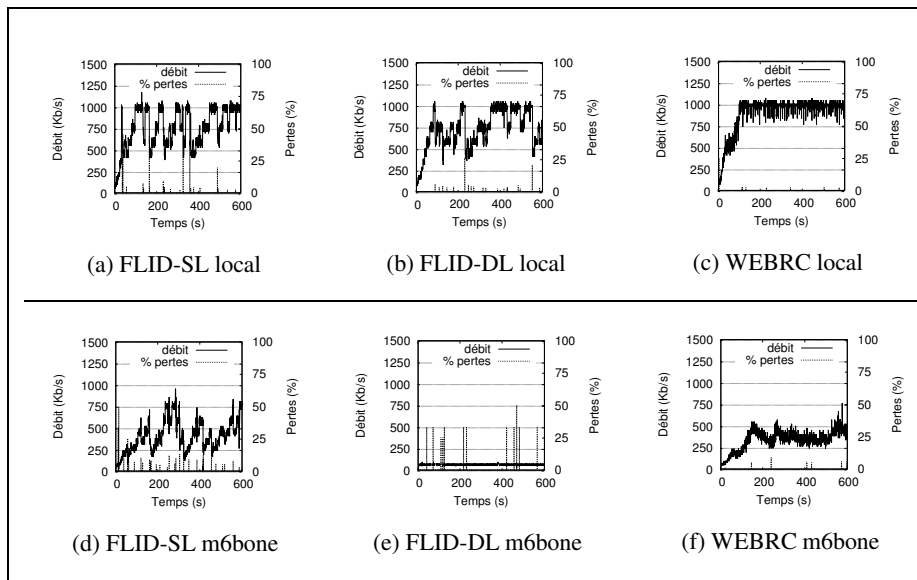 1500
1250
1000
750
500
250
0
0 200 400 600
0
25
50
75
100
Débit (Kb/s)
Pertes (%)
Temps (s)
débit
% pertes
(a) FLID-SL local
1500
1250
1000
750
500
250
0
0 200 400 600
0
25
50
75
100
Débit (Kb/s)
Pertes (%)
Temps (s)
débit
% pertes
(b) FLID-DL local
1500
1250
1000
750
500
250
0
0 200 400 600
0
25
50
75
100
Débit (Kb/s)
Pertes (%)
Temps (s)
débit
% pertes
(c) WEBRC local
1500
1250
1000
750
500
250
0
0 200 400 600
0
25
50
75
100
Débit (Kb/s)
Pertes (%)
Temps (s)
débit
% pertes
(d) FLID-SL m6bone
1500
1250
1000
750
500
250
0
0 200 400 600
0
25
50
75
100
Débit (Kb/s)
Pertes (%)
Temps (s)
débit
% pertes
(e) FLID-DL m6bone
1500
1250
1000
750
500
250
0
0 200 400 600
0
25
50
75
100
Débit (Kb/s)
Pertes (%)
Temps (s)
débit
% pertes
(f) WEBRC m6bone